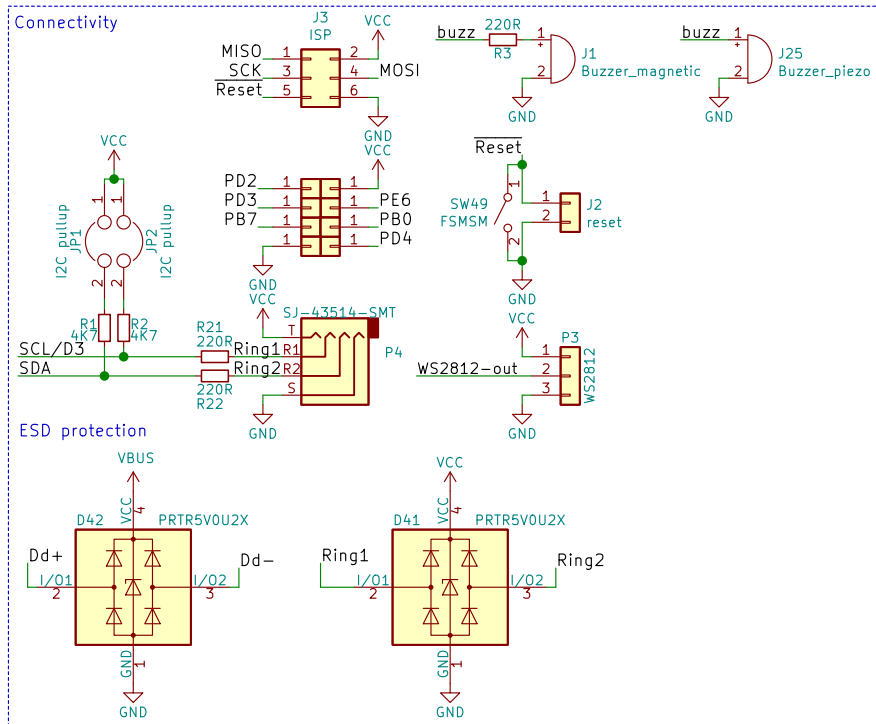 Connectivity
J3
ISP
VCC
MISO 1 2
SCK 3 4 MOSI
Reset 5 6
GND
buzz 220R 1
R3
+
2
J1
Buzzer_magnetic
GND
buzz 1
+
2
J25
Buzzer_piezo
GND
VCC
PD2 1 1
PD3 1 1 PE6
PB7 1 1 PB0
1 1 PD4
GND
Reset
1
SW49
FSMSM
2
1
2
J2
reset
GND
VCC
1 1
I2C pullup
JP1
JP2
I2C pullup
2 2
R1
4K7
R2
4K7
SCL/D3
SDA
R21
220R
220R
R22
VCC
SJ-43514-SMT
T
Ring1 R1
Ring2 R2
S
P4
GND
VCC
P3
1
WS2812-out 2
3
WS2812
GND
ESD protection
VBUS
VCC
4
D42 PRTR5V0U2X
Dd+ Dd-
I/O1 I/O2
2 3
GND
1
GND
VCC
VCC
4
D41 PRTR5V0U2X
Ring1 Ring2
I/O1 I/O2
2 3
GND
1
GND